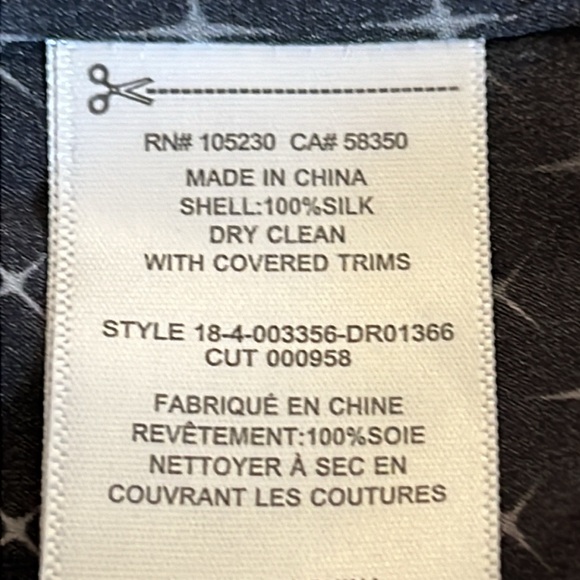 RN# 105230 CA# 58350
MADE IN CHINA
SHELL:100%SILK
DRY CLEAN
WITH COVERED TRIMS
STYLE 18-4-003356-DR01366
CUT 000958
FABRIQUÉ EN CHINE
REVÊTEMENT:100%SOIE
NETTOYER À SEC EN
COUVRANT LES COUTURES